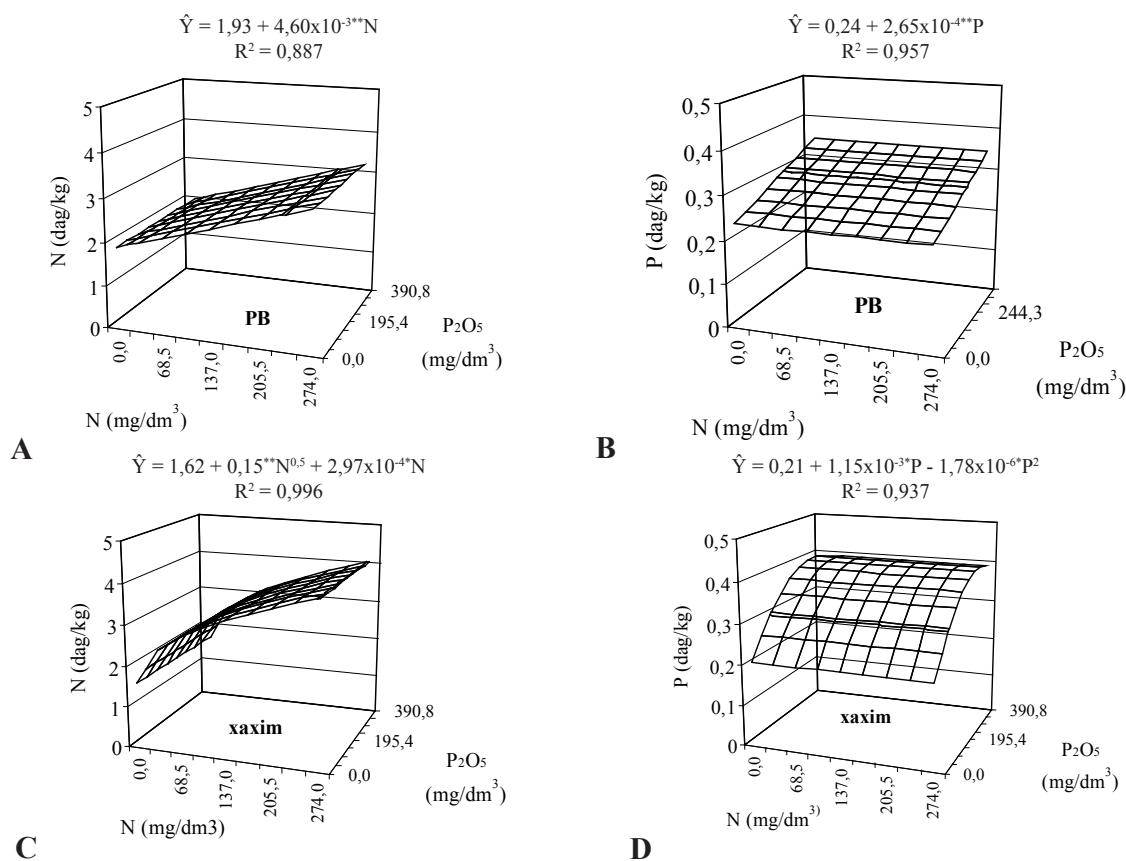 Ŷ = 1,93 + 4,60x10⁻³**N
R² = 0,887
5
4
3
2
1
0
N (dag/kg)
PB
390,8
195,4
0,0
P₂O₅
(mg/dm³)
0,0
68,5
137,0
205,5
274,0
N (mg/dm³)
A
Ŷ = 0,24 + 2,65x10⁻⁴**P
R² = 0,957
0,5
0,4
0,3
0,2
0,1
0
P (dag/kg)
PB
244,3
0,0
P₂O₅
(mg/dm³)
0,0
68,5
137,0
205,5
274,0
N (mg/dm³)
B
Ŷ = 1,62 + 0,15**N⁰,⁵ + 2,97x10⁻⁴*N
R² = 0,996
5
4
3
2
1
0
N (dag/kg)
xaxim
390,8
195,4
0,0
P₂O₅
(mg/dm³)
0,0
68,5
137,0
205,5
274,0
N (mg/dm3)
C
Ŷ = 0,21 + 1,15x10⁻³*P - 1,78x10⁻⁶*P²
R² = 0,937
0,5
0,4
0,3
0,2
0,1
0
P (dag/kg)
xaxim
390,8
195,4
0,0
P₂O₅
(mg/dm³)
0,0
68,5
137,0
205,5
274,0
N (mg/dm³)
D